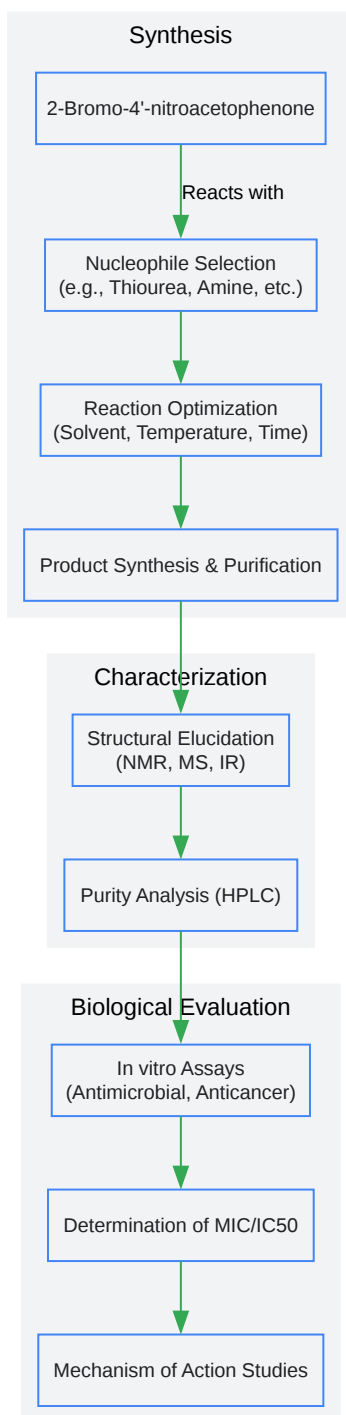 Synthesis
2-Bromo-4'-nitroacetophenone
Reacts with
Nucleophile Selection
(e.g., Thiourea, Amine, etc.)
Reaction Optimization
(Solvent, Temperature, Time)
Product Synthesis & Purification
Characterization
Structural Elucidation
(NMR, MS, IR)
Purity Analysis (HPLC)
Biological Evaluation
In vitro Assays
(Antimicrobial, Anticancer)
Determination of MIC/IC50
Mechanism of Action Studies